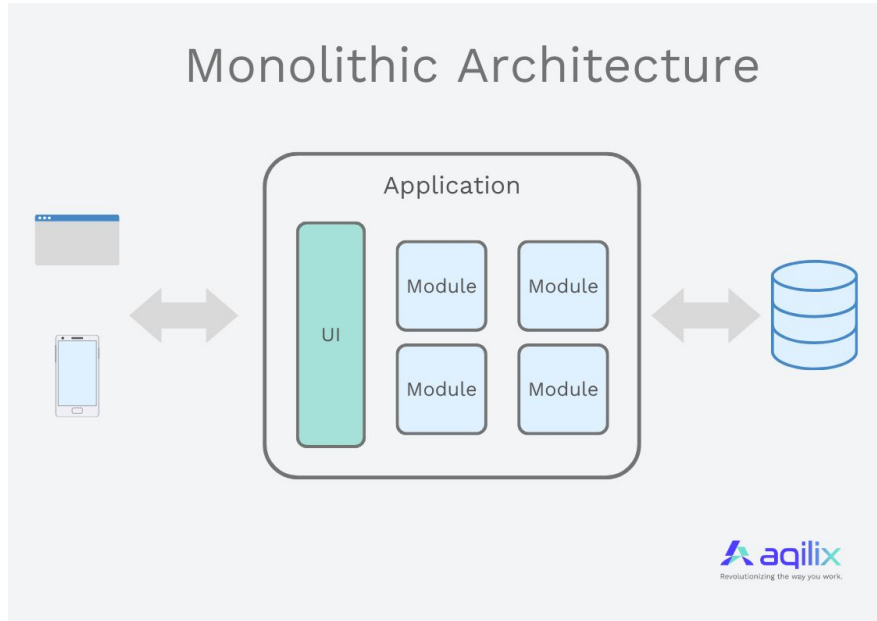 Monolithic Architecture
Application
UI
Module Module
Module Module
aqilix
Revolutionizing the way you work.